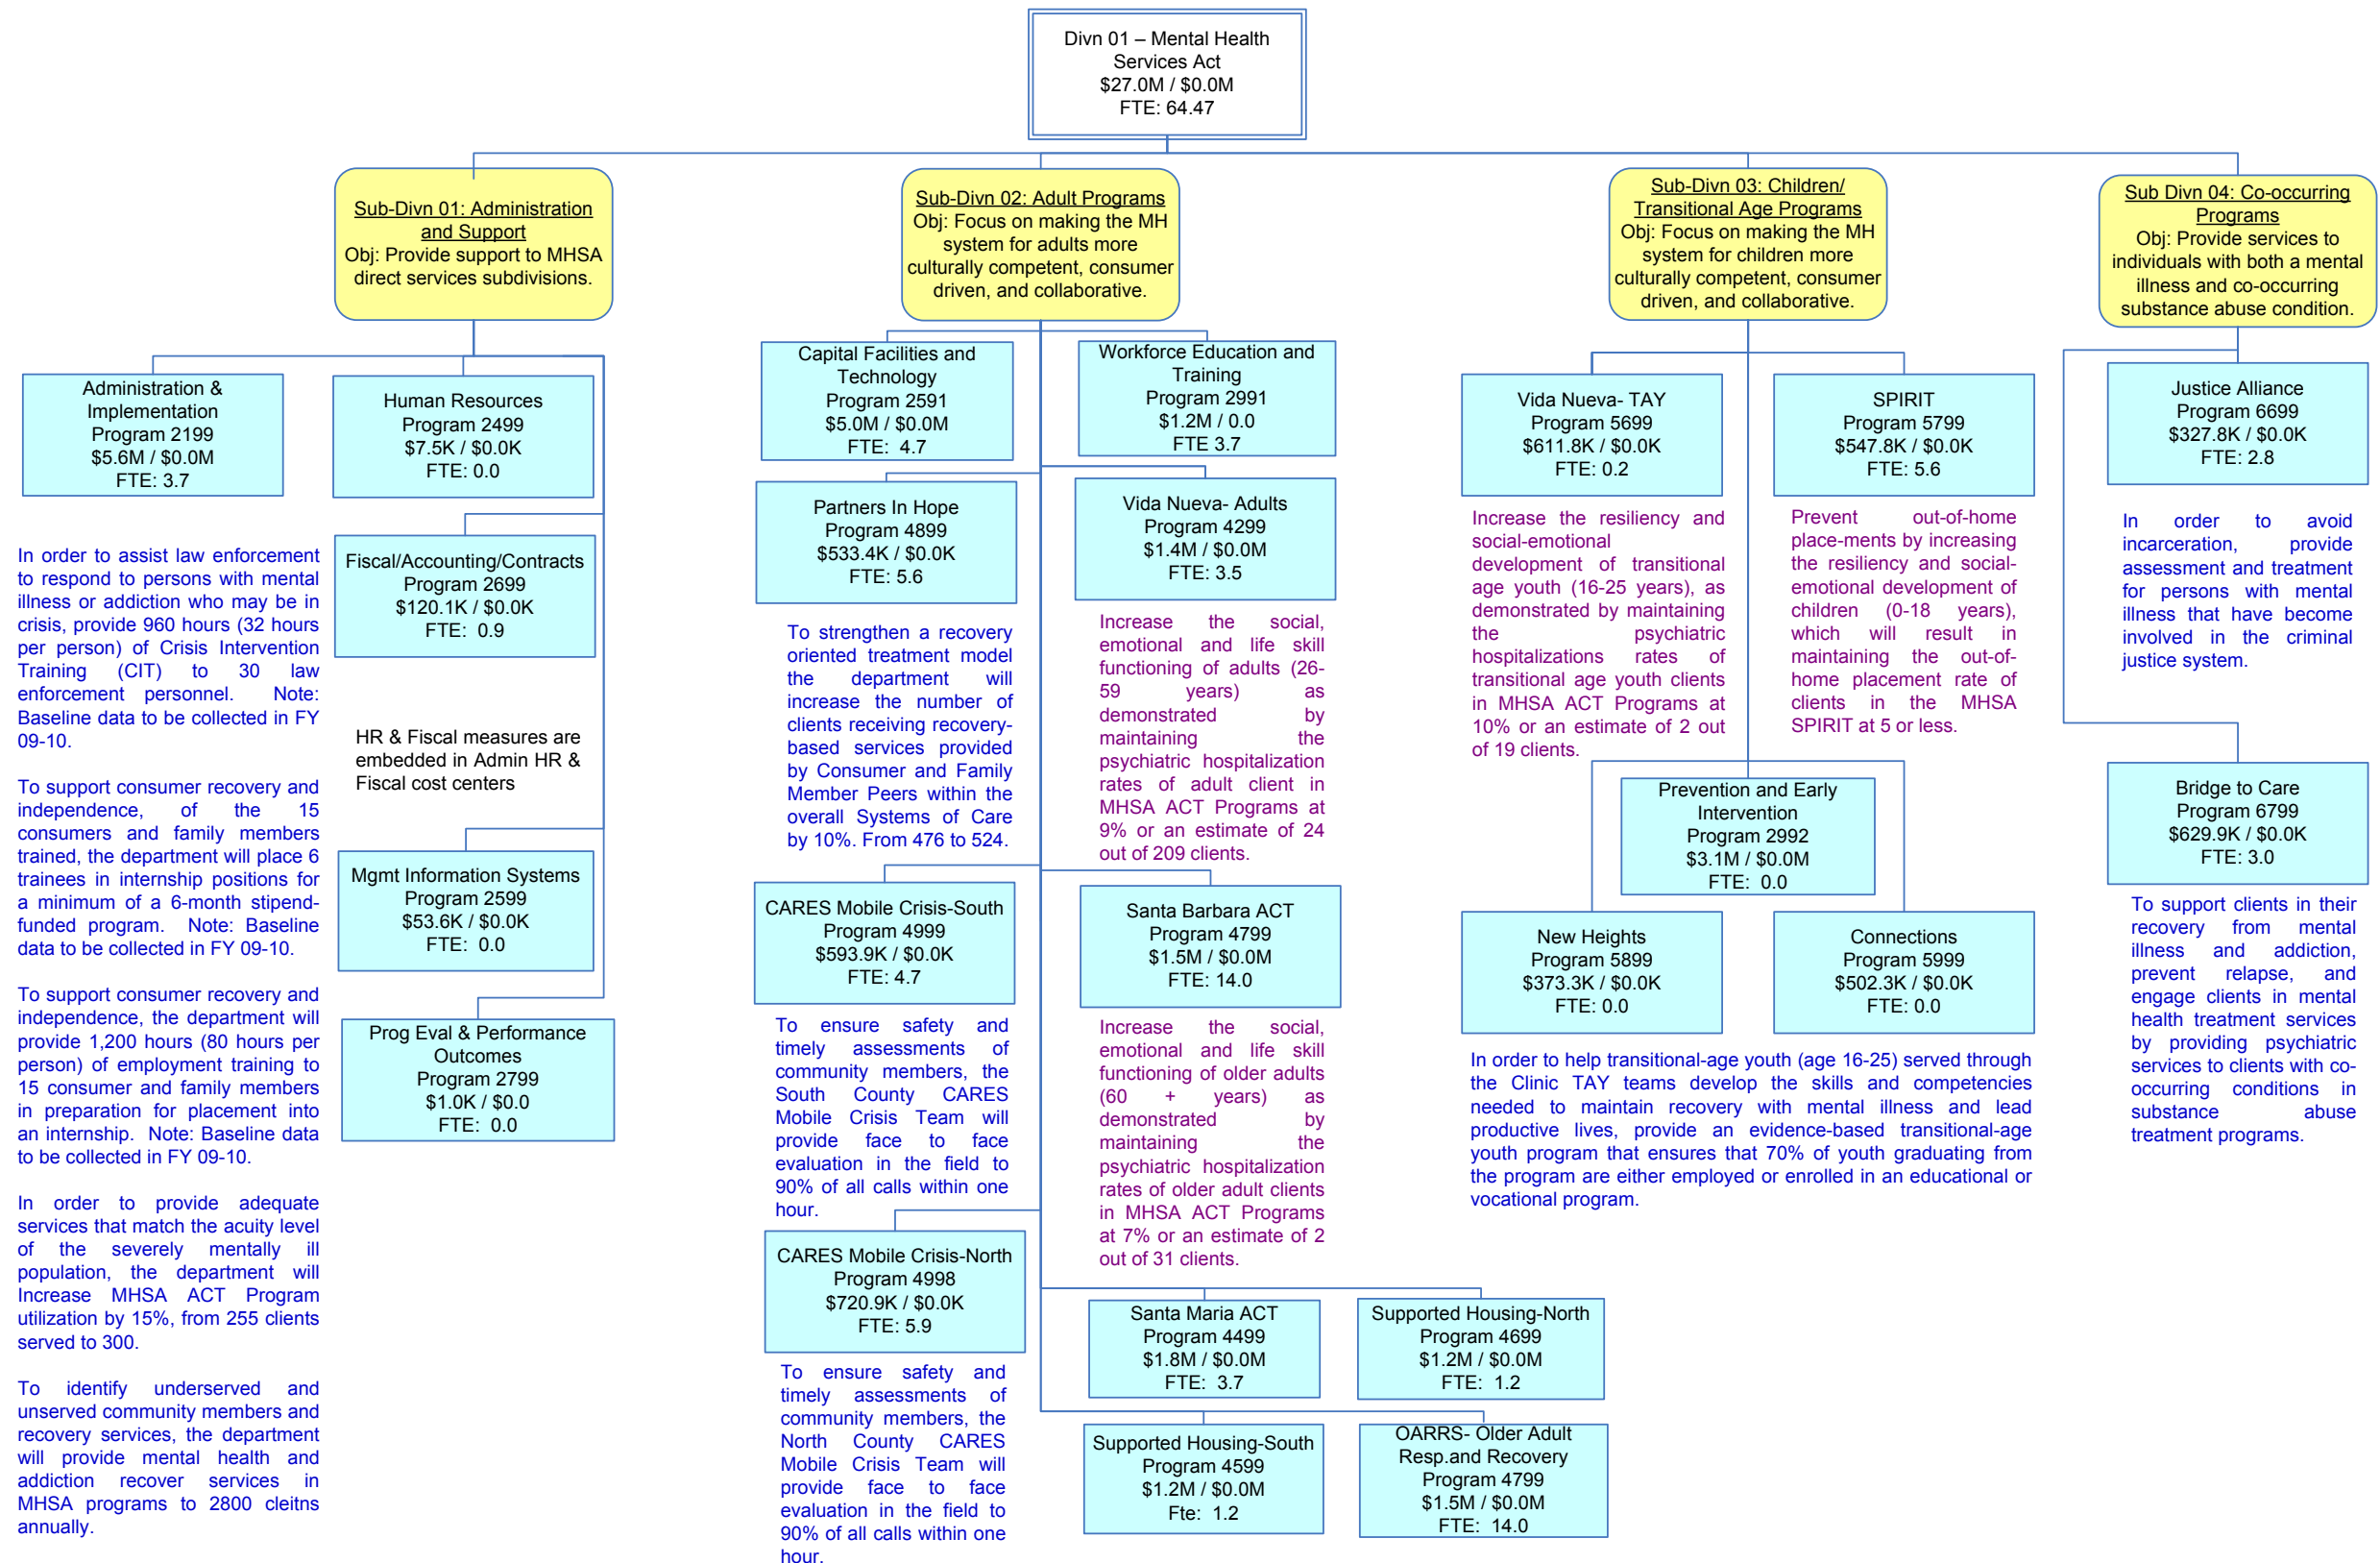 Divn 01 – Mental Health
Services Act
$27.0M / $0.0M
FTE: 64.47
Sub-Divn 01: Administration
and Support
Obj: Provide support to MHSA
direct services subdivisions.
Sub-Divn 02: Adult Programs
Obj: Focus on making the MH
system for adults more
culturally competent, consumer
driven, and collaborative.
Sub-Divn 03: Children/
Transitional Age Programs
Obj: Focus on making the MH
system for children more
culturally competent, consumer
driven, and collaborative.
Sub Divn 04: Co-occurring
Programs
Obj: Provide services to
individuals with both a mental
illness and co-occurring
substance abuse condition.
Administration &
Implementation
Program 2199
$5.6M / $0.0M
FTE: 3.7
In order to assist law enforcement
to respond to persons with mental
illness or addiction who may be in
crisis, provide 960 hours (32 hours
per person) of Crisis Intervention
Training (CIT) to 30 law
enforcement personnel. Note:
Baseline data to be collected in FY
09-10.
To support consumer recovery and
independence, of the 15
consumers and family members
trained, the department will place 6
trainees in internship positions for
a minimum of a 6-month stipend-
funded program. Note: Baseline
data to be collected in FY 09-10.
To support consumer recovery and
independence, the department will
provide 1,200 hours (80 hours per
person) of employment training to
15 consumer and family members
in preparation for placement into
an internship. Note: Baseline data
to be collected in FY 09-10.
In order to provide adequate
services that match the acuity level
of the severely mentally ill
population, the department will
Increase MHSA ACT Program
utilization by 15%, from 255 clients
served to 300.
To identify underserved and
unserved community members and
recovery services, the department
will provide mental health and
addiction recover services in
MHSA programs to 2800 cleitns
annually.
Human Resources
Program 2499
$7.5K / $0.0K
FTE: 0.0
Fiscal/Accounting/Contracts
Program 2699
$120.1K / $0.0K
FTE: 0.9
HR & Fiscal measures are
embedded in Admin HR &
Fiscal cost centers
Mgmt Information Systems
Program 2599
$53.6K / $0.0K
FTE: 0.0
Prog Eval & Performance
Outcomes
Program 2799
$1.0K / $0.0
FTE: 0.0
Capital Facilities and
Technology
Program 2591
$5.0M / $0.0M
FTE: 4.7
Workforce Education and
Training
Program 2991
$1.2M / 0.0
FTE 3.7
Partners In Hope
Program 4899
$533.4K / $0.0K
FTE: 5.6
To strengthen a recovery
oriented treatment model
the department will
increase the number of
clients receiving recovery-
based services provided
by Consumer and Family
Member Peers within the
overall Systems of Care
by 10%. From 476 to 524.
Vida Nueva- Adults
Program 4299
$1.4M / $0.0M
FTE: 3.5
Increase the social,
emotional and life skill
functioning of adults (26-
59 years) as
demonstrated by
maintaining the
psychiatric hospitalization
rates of adult client in
MHSA ACT Programs at
9% or an estimate of 24
out of 209 clients.
CARES Mobile Crisis-South
Program 4999
$593.9K / $0.0K
FTE: 4.7
To ensure safety and
timely assessments of
community members, the
South County CARES
Mobile Crisis Team will
provide face to face
evaluation in the field to
90% of all calls within one
hour.
Santa Barbara ACT
Program 4799
$1.5M / $0.0M
FTE: 14.0
Increase the social,
emotional and life skill
functioning of older adults
(60 + years) as
demonstrated by
maintaining the
psychiatric hospitalization
rates of older adult clients
in MHSA ACT Programs
at 7% or an estimate of 2
out of 31 clients.
CARES Mobile Crisis-North
Program 4998
$720.9K / $0.0K
FTE: 5.9
To ensure safety and
timely assessments of
community members, the
North County CARES
Mobile Crisis Team will
provide face to face
evaluation in the field to
90% of all calls within one
hour.
Santa Maria ACT
Program 4499
$1.8M / $0.0M
FTE: 3.7
Supported Housing-North
Program 4699
$1.2M / $0.0M
FTE: 1.2
Supported Housing-South
Program 4599
$1.2M / $0.0M
Fte: 1.2
OARRS- Older Adult
Resp.and Recovery
Program 4799
$1.5M / $0.0M
FTE: 14.0
Vida Nueva- TAY
Program 5699
$611.8K / $0.0K
FTE: 0.2
Increase the resiliency and
social-emotional
development of transitional
age youth (16-25 years), as
demonstrated by maintaining
the psychiatric
hospitalizations rates of
transitional age youth clients
in MHSA ACT Programs at
10% or an estimate of 2 out
of 19 clients.
SPIRIT
Program 5799
$547.8K / $0.0K
FTE: 5.6
Prevent out-of-home
place-ments by increasing
the resiliency and social-
emotional development of
children (0-18 years),
which will result in
maintaining the out-of-
home placement rate of
clients in the MHSA
SPIRIT at 5 or less.
Prevention and Early
Intervention
Program 2992
$3.1M / $0.0M
FTE: 0.0
New Heights
Program 5899
$373.3K / $0.0K
FTE: 0.0
Connections
Program 5999
$502.3K / $0.0K
FTE: 0.0
In order to help transitional-age youth (age 16-25) served through
the Clinic TAY teams develop the skills and competencies
needed to maintain recovery with mental illness and lead
productive lives, provide an evidence-based transitional-age
youth program that ensures that 70% of youth graduating from
the program are either employed or enrolled in an educational or
vocational program.
Justice Alliance
Program 6699
$327.8K / $0.0K
FTE: 2.8
In order to avoid
incarceration, provide
assessment and treatment
for persons with mental
illness that have become
involved in the criminal
justice system.
Bridge to Care
Program 6799
$629.9K / $0.0K
FTE: 3.0
To support clients in their
recovery from mental
illness and addiction,
prevent relapse, and
engage clients in mental
health treatment services
by providing psychiatric
services to clients with co-
occurring conditions in
substance abuse
treatment programs.